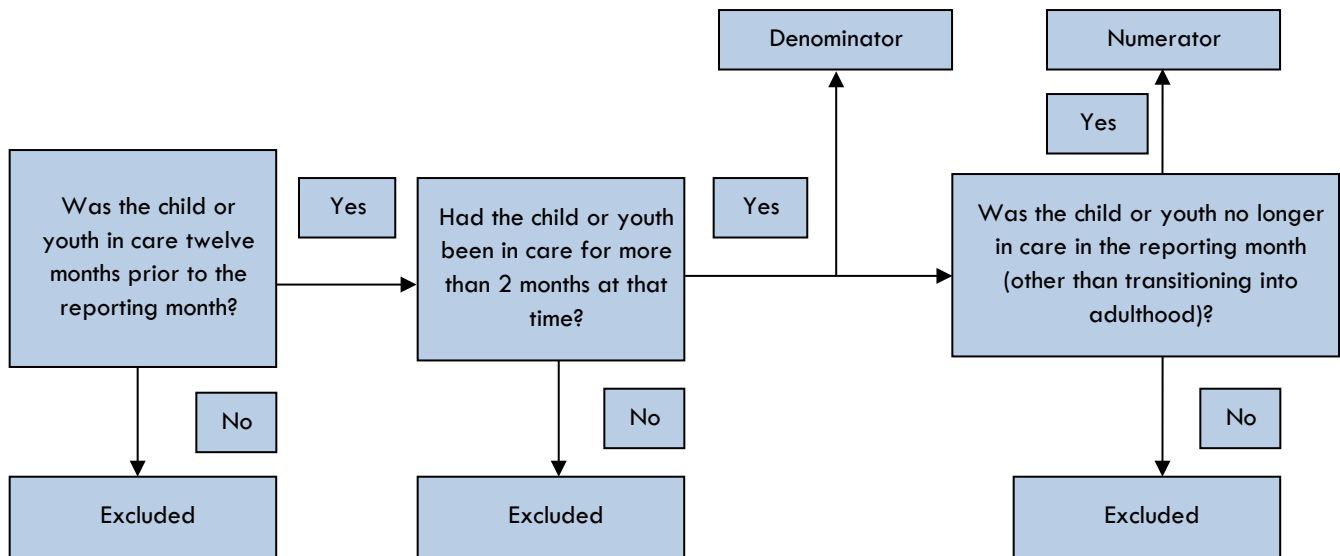 Denominator
Numerator
Yes
Was the child or
youth in care twelve
months prior to the
reporting month?
Yes
Had the child or youth
been in care for more
than 2 months at that
time?
Yes
Was the child or youth no longer
in care in the reporting month
(other than transitioning into
adulthood)?
No
No
No
Excluded
Excluded
Excluded